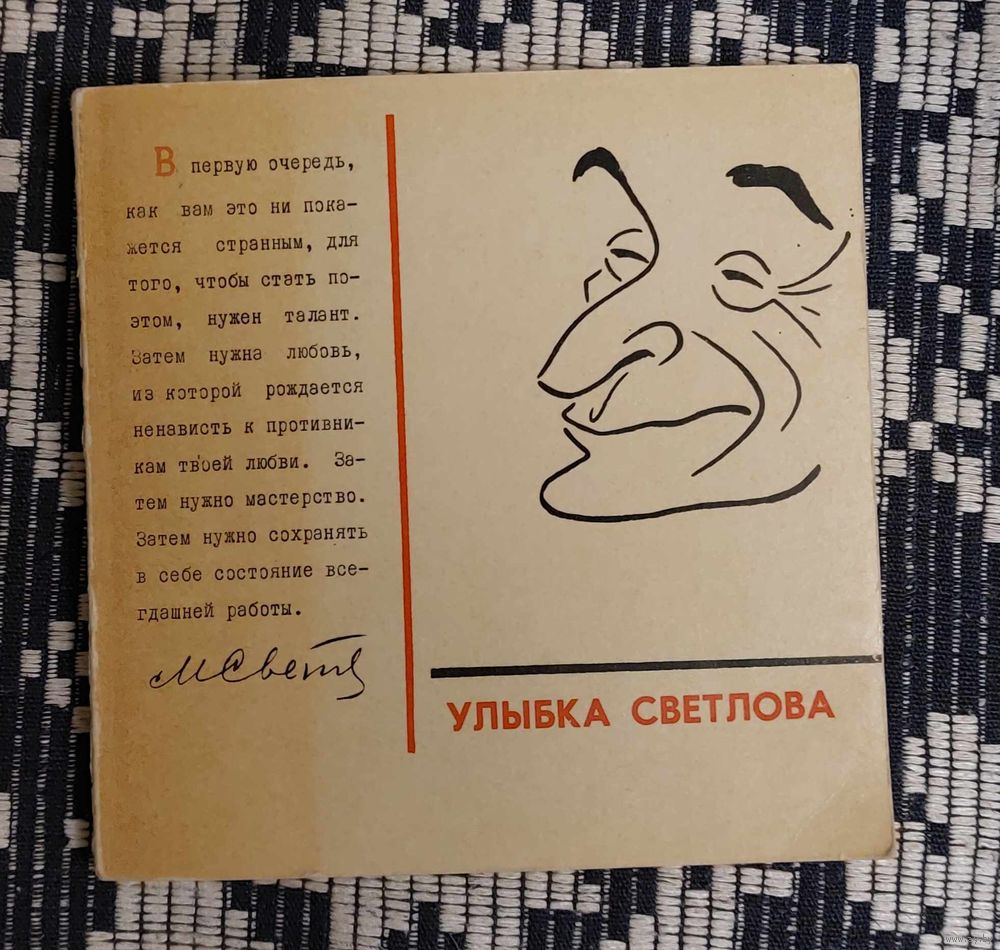 В первую очередь,
как вам это ни пока-
жется странным, для
того, чтобы стать по-
этом, нужен талант.
Затем нужна любовь,
из которой рождается
ненависть к противни-
кам твоей любви. За-
тем нужно мастерство.
Затем нужно сохранять
в себе состояние все-
гдашней работы.
МСветл
УЛЫБКА СВЕТЛОВА